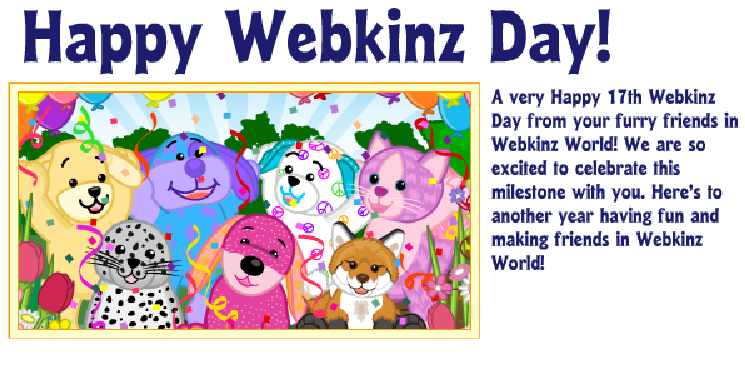 Happy Webkinz Day!
A very Happy 17th Webkinz
Day from your furry friends in
Webkinz World! We are so
excited to celebrate this
milestone with you. Here's to
another year having fun and
making friends in Webkinz
World!